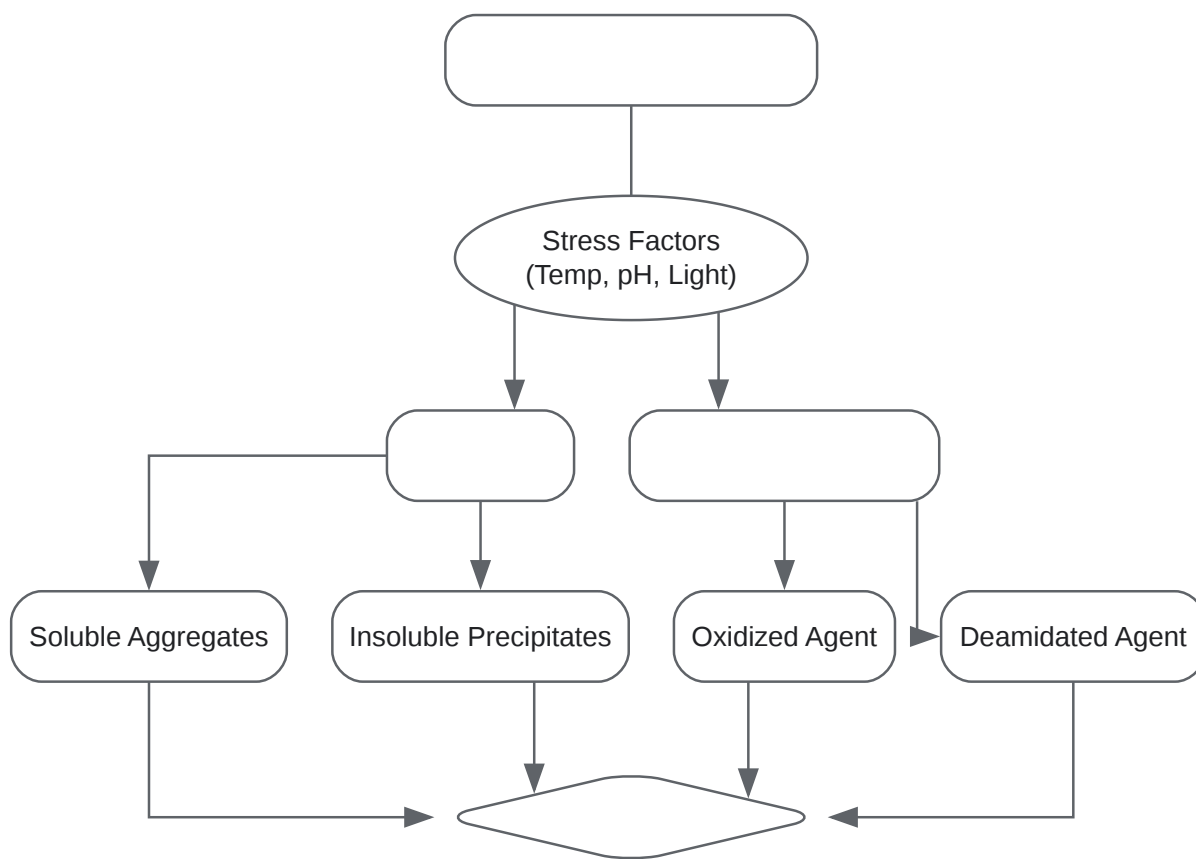 Stress Factors
(Temp, pH, Light)
Soluble Aggregates
Insoluble Precipitates
Oxidized Agent
Deamidated Agent